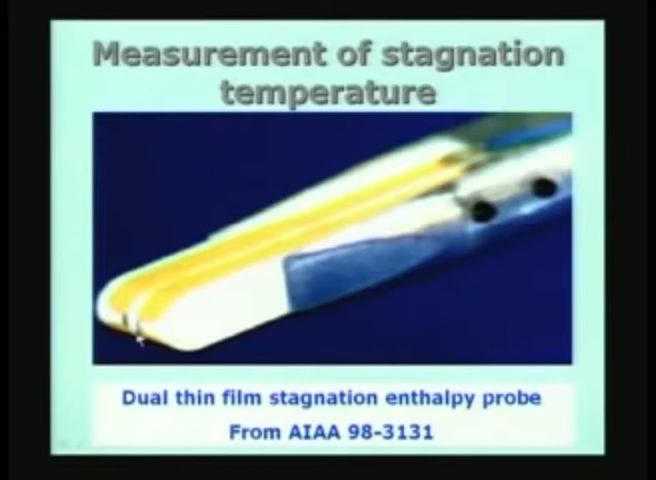 Measurement of stagnation
temperature
Dual thin film stagnation enthalpy probe
From AIAA 98-3131